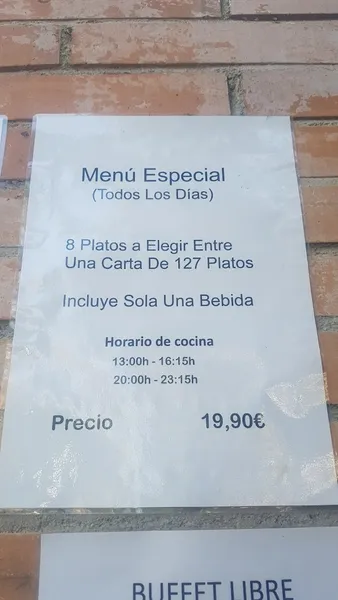 Menú Especial
(Todos Los Días)
8 Platos a Elegir Entre
Una Carta De 127 Platos
Incluye Sola Una Bebida
Horario de cocina
13:00h - 16:15h
20:00h - 23:15h
Precio 19,90€
BUFFET LIBRE